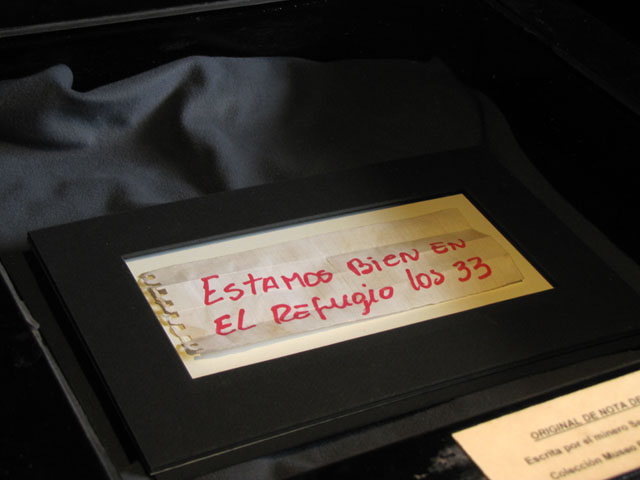 ESTAMOS BIEN EN
EL REFUGIO LOS 33
ORIGINAL DE NOTA DE
Escrita por el minero
Colección Museo